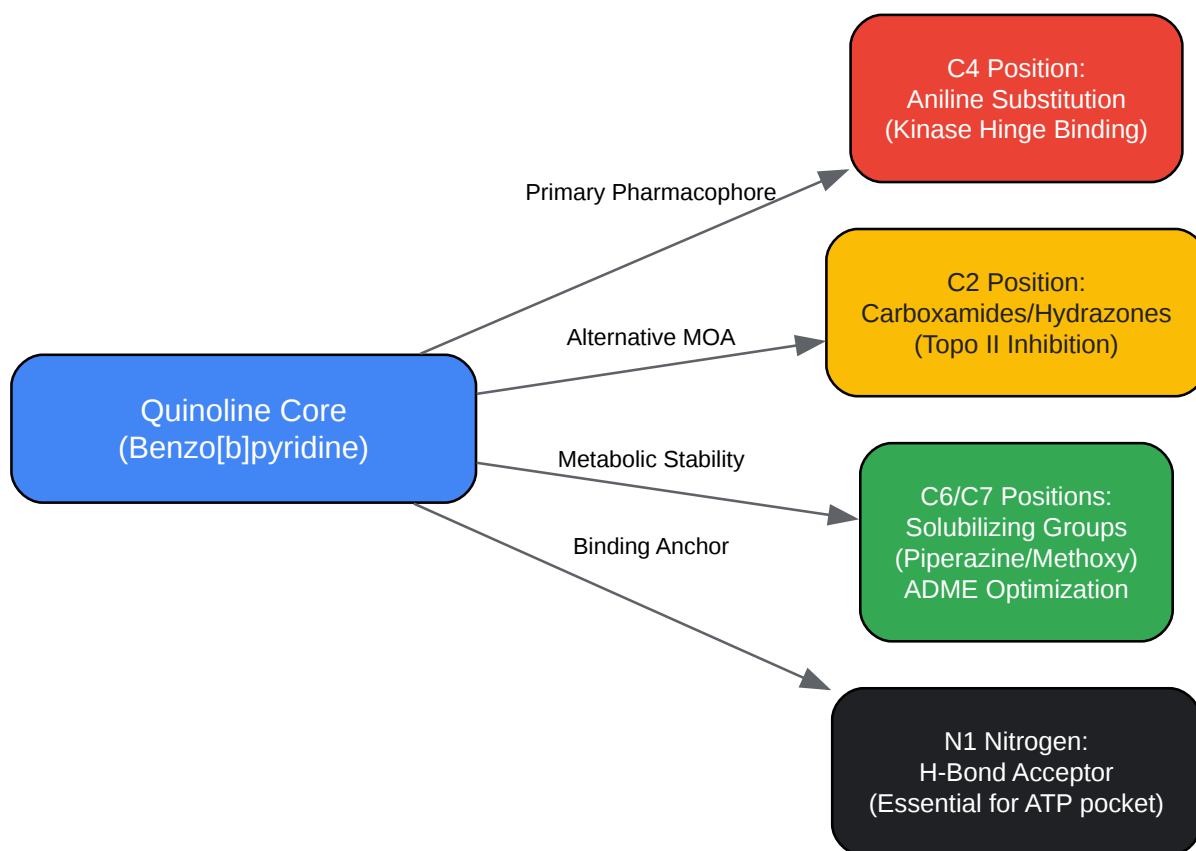 C4 Position:
Aniline Substitution
(Kinase Hinge Binding)
Primary Pharmacophore
C2 Position:
Carboxamides/Hydrazones
(Topo II Inhibition)
Alternative MOA
Quinoline Core
(Benzo[b]pyridine)
Metabolic Stability
C6/C7 Positions:
Solubilizing Groups
(Piperazine/Methoxy)
ADME Optimization
Binding Anchor
N1 Nitrogen:
H-Bond Acceptor
(Essential for ATP pocket)